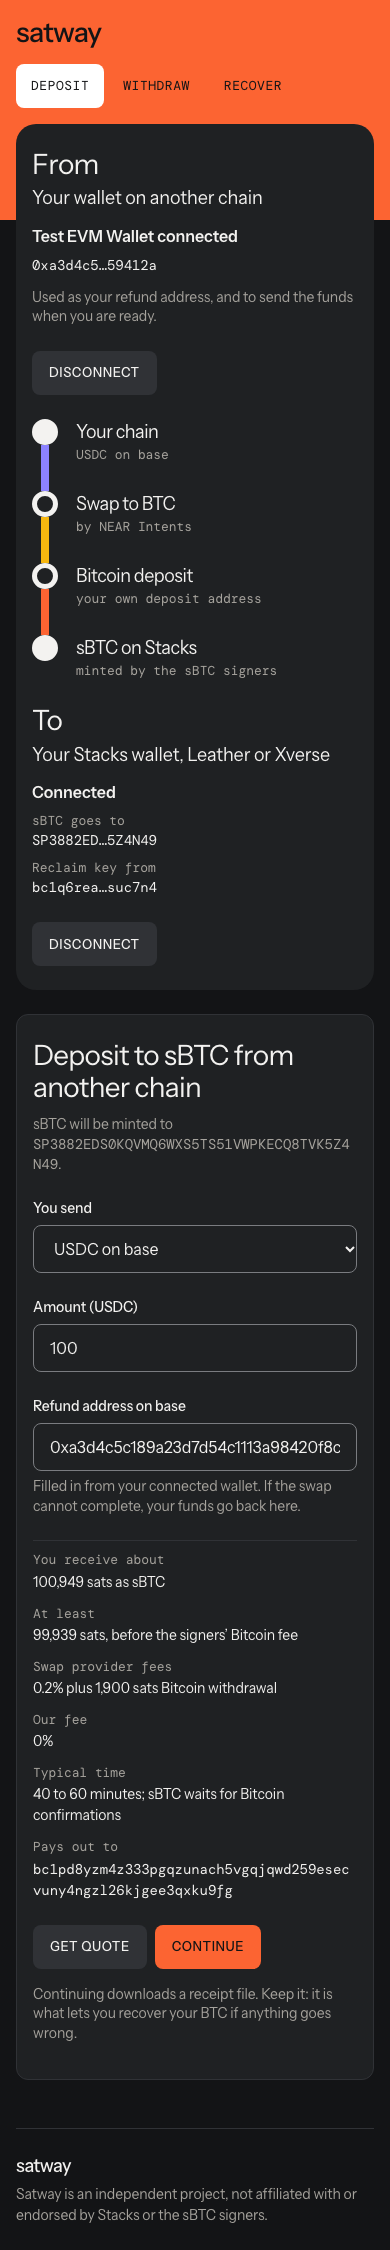 satway
DEPOSIT WITHDRAW RECOVER
From
Your wallet on another chain
Test EVM Wallet connected
0xa3d4c5…59412a
Used as your refund address, and to send the funds
when you are ready.
DISCONNECT
Your chain
USDC on base
Swap to BTC
by NEAR Intents
Bitcoin deposit
your own deposit address
sBTC on Stacks
minted by the sBTC signers
To
Your Stacks wallet, Leather or Xverse
Connected
sBTC goes to
SP3882ED…5Z4N49
Reclaim key from
bc1q6rea…suc7n4
DISCONNECT
Deposit to sBTC from
another chain
sBTC will be minted to
SP3882EDS0KQVMQ6WXS5TS51VWPKECQ8TVK5Z4
N49.
You send
USDC on base
Amount (USDC)
100
Refund address on base
0xa3d4c5c189a23d7d54c1113a98420f8c
Filled in from your connected wallet. If the swap
cannot complete, your funds go back here.
You receive about
100,949 sats as sBTC
At least
99,939 sats, before the signers’ Bitcoin fee
Swap provider fees
0.2% plus 1,900 sats Bitcoin withdrawal
Our fee
0%
Typical time
40 to 60 minutes; sBTC waits for Bitcoin
confirmations
Pays out to
bc1pd8yzm4z333pgqzunach5vgqjqwd259esec
vuny4ngzl26kjgee3qxku9fg
GET QUOTE CONTINUE
Continuing downloads a receipt file. Keep it: it is
what lets you recover your BTC if anything goes
wrong.
satway
Satway is an independent project, not affiliated with or
endorsed by Stacks or the sBTC signers.